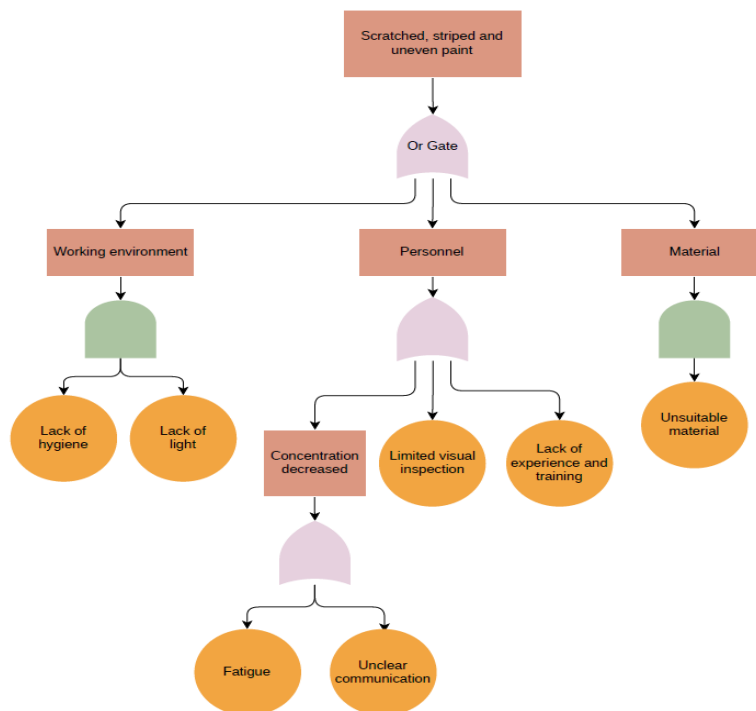 Scratched, striped and
uneven paint
Or Gate
Working environment
Personnel
Material
Lack of
hygiene
Lack of
light
Concentration
decreased
Limited visual
inspection
Lack of
experience and
training
Unsuitable
material
Fatigue
Unclear
communication